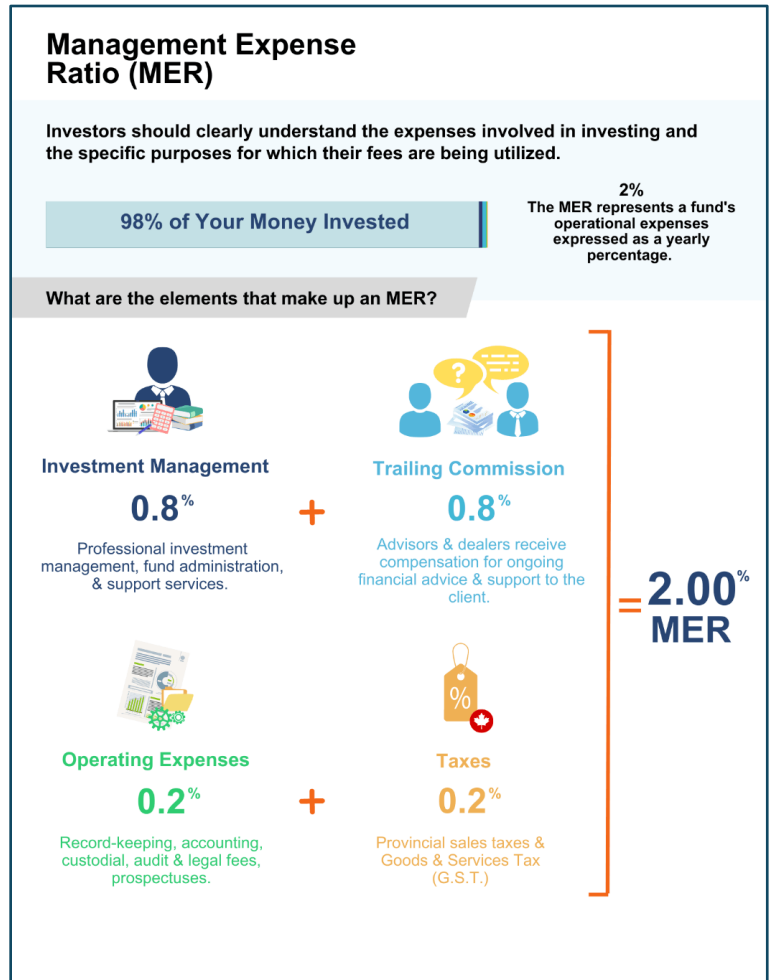 Management Expense
Ratio (MER)
Investors should clearly understand the expenses involved in investing and
the specific purposes for which their fees are being utilized.
98% of Your Money Invested
2%
The MER represents a fund's
operational expenses
expressed as a yearly
percentage.
What are the elements that make up an MER?
?
Investment Management
0.8%
Professional investment
management, fund administration,
& support services.
+
Trailing Commission
0.8%
Advisors & dealers receive
compensation for ongoing
financial advice & support to the
client.
%
Operating Expenses
0.2%
Record-keeping, accounting,
custodial, audit & legal fees,
prospectuses.
+
Taxes
0.2%
Provincial sales taxes &
Goods & Services Tax
(G.S.T.)
= 2.00%
MER